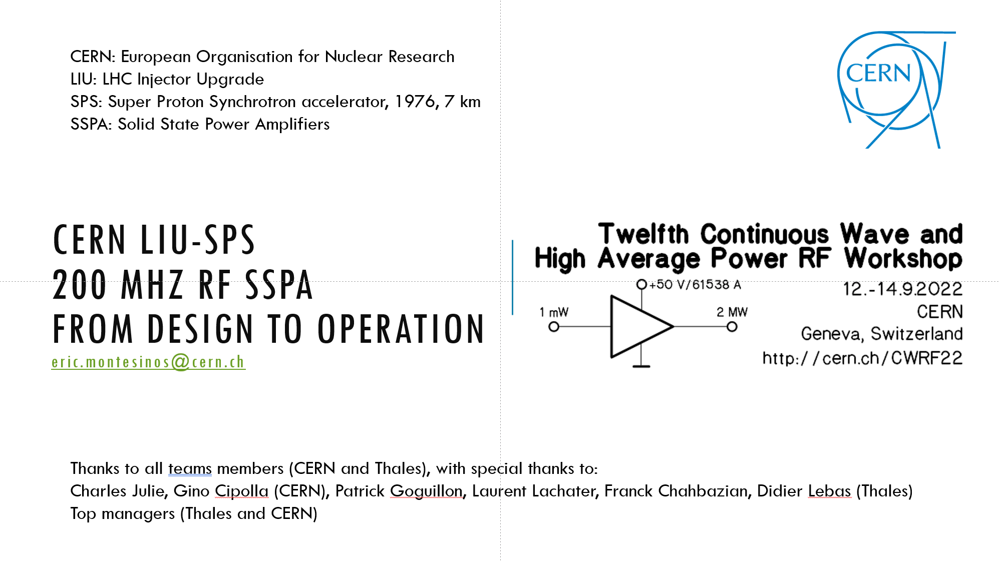 CERN: European Organisation for Nuclear Research
LIU: LHC Injector Upgrade
SPS: Super Proton Synchrotron accelerator, 1976, 7 km
SSPA: Solid State Power Amplifiers
CERN
CERN LIU-SPS
200 MHZ RF SSPA
FROM DESIGN TO OPERATION
eric.montesinos@cern.ch
Twelfth Continuous Wave and
High Average Power RF Workshop
+50 V/61538 A
1 mW
2 MW
12.-14.9.2022
CERN
Geneva, Switzerland
http://cern.ch/CWRF22
Thanks to all teams members (CERN and Thales), with special thanks to:
Charles Julie, Gino Cipolla (CERN), Patrick Goguillon, Laurent Lachater, Franck Chahbazian, Didier Lebas (Thales)
Top managers (Thales and CERN)